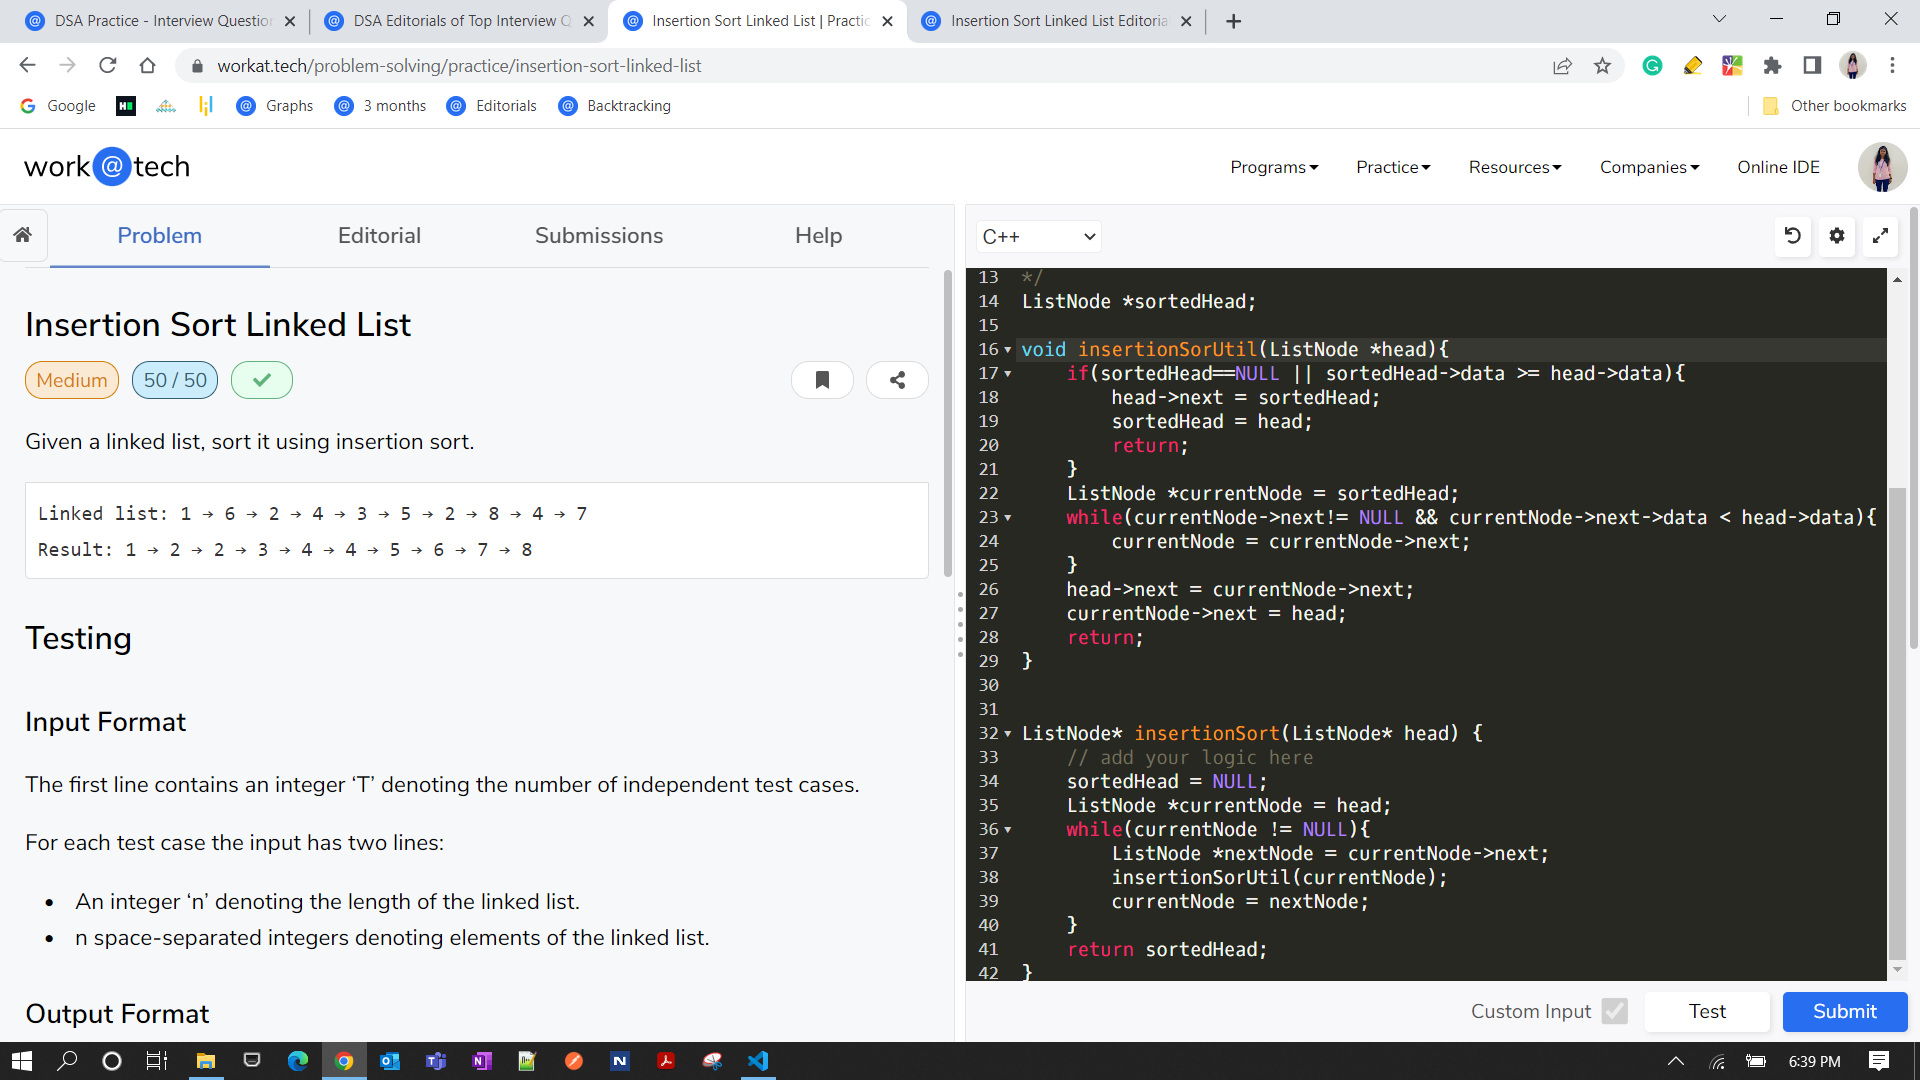 DSA Practice - Interview Question
DSA Editorials of Top Interview Q
Insertion Sort Linked List | Practic
Insertion Sort Linked List Editoria
workat.tech/problem-solving/practice/insertion-sort-linked-list
Google
Graphs
3 months
Editorials
Backtracking
Other bookmarks
work@tech
Programs
Practice
Resources
Companies
Online IDE
Problem
Editorial
Submissions
Help
Insertion Sort Linked List
Medium
50 / 50
Given a linked list, sort it using insertion sort.
Linked list: 1 → 6 → 2 → 4 → 3 → 5 → 2 → 8 → 4 → 7
Result: 1 → 2 → 2 → 3 → 4 → 4 → 5 → 6 → 7 → 8
Testing
Input Format
The first line contains an integer ‘T’ denoting the number of independent test cases.
For each test case the input has two lines:
• An integer ‘n’ denoting the length of the linked list.
• n space-separated integers denoting elements of the linked list.
Output Format
C++
13 */
14 ListNode *sortedHead;
15
16 void insertionSorUtil(ListNode *head){
17 if(sortedHead==NULL || sortedHead->data >= head->data){
18 head->next = sortedHead;
19 sortedHead = head;
20 return;
21 }
22 ListNode *currentNode = sortedHead;
23 while(currentNode->next!= NULL && currentNode->next->data < head->data){
24 currentNode = currentNode->next;
25 }
26 head->next = currentNode->next;
27 currentNode->next = head;
28 return;
29 }
30
31
32 ListNode* insertionSort(ListNode* head) {
33 // add your logic here
34 sortedHead = NULL;
35 ListNode *currentNode = head;
36 while(currentNode != NULL){
37 ListNode *nextNode = currentNode->next;
38 insertionSorUtil(currentNode);
39 currentNode = nextNode;
40 }
41 return sortedHead;
42 }
Custom Input
Test
Submit
6:39 PM